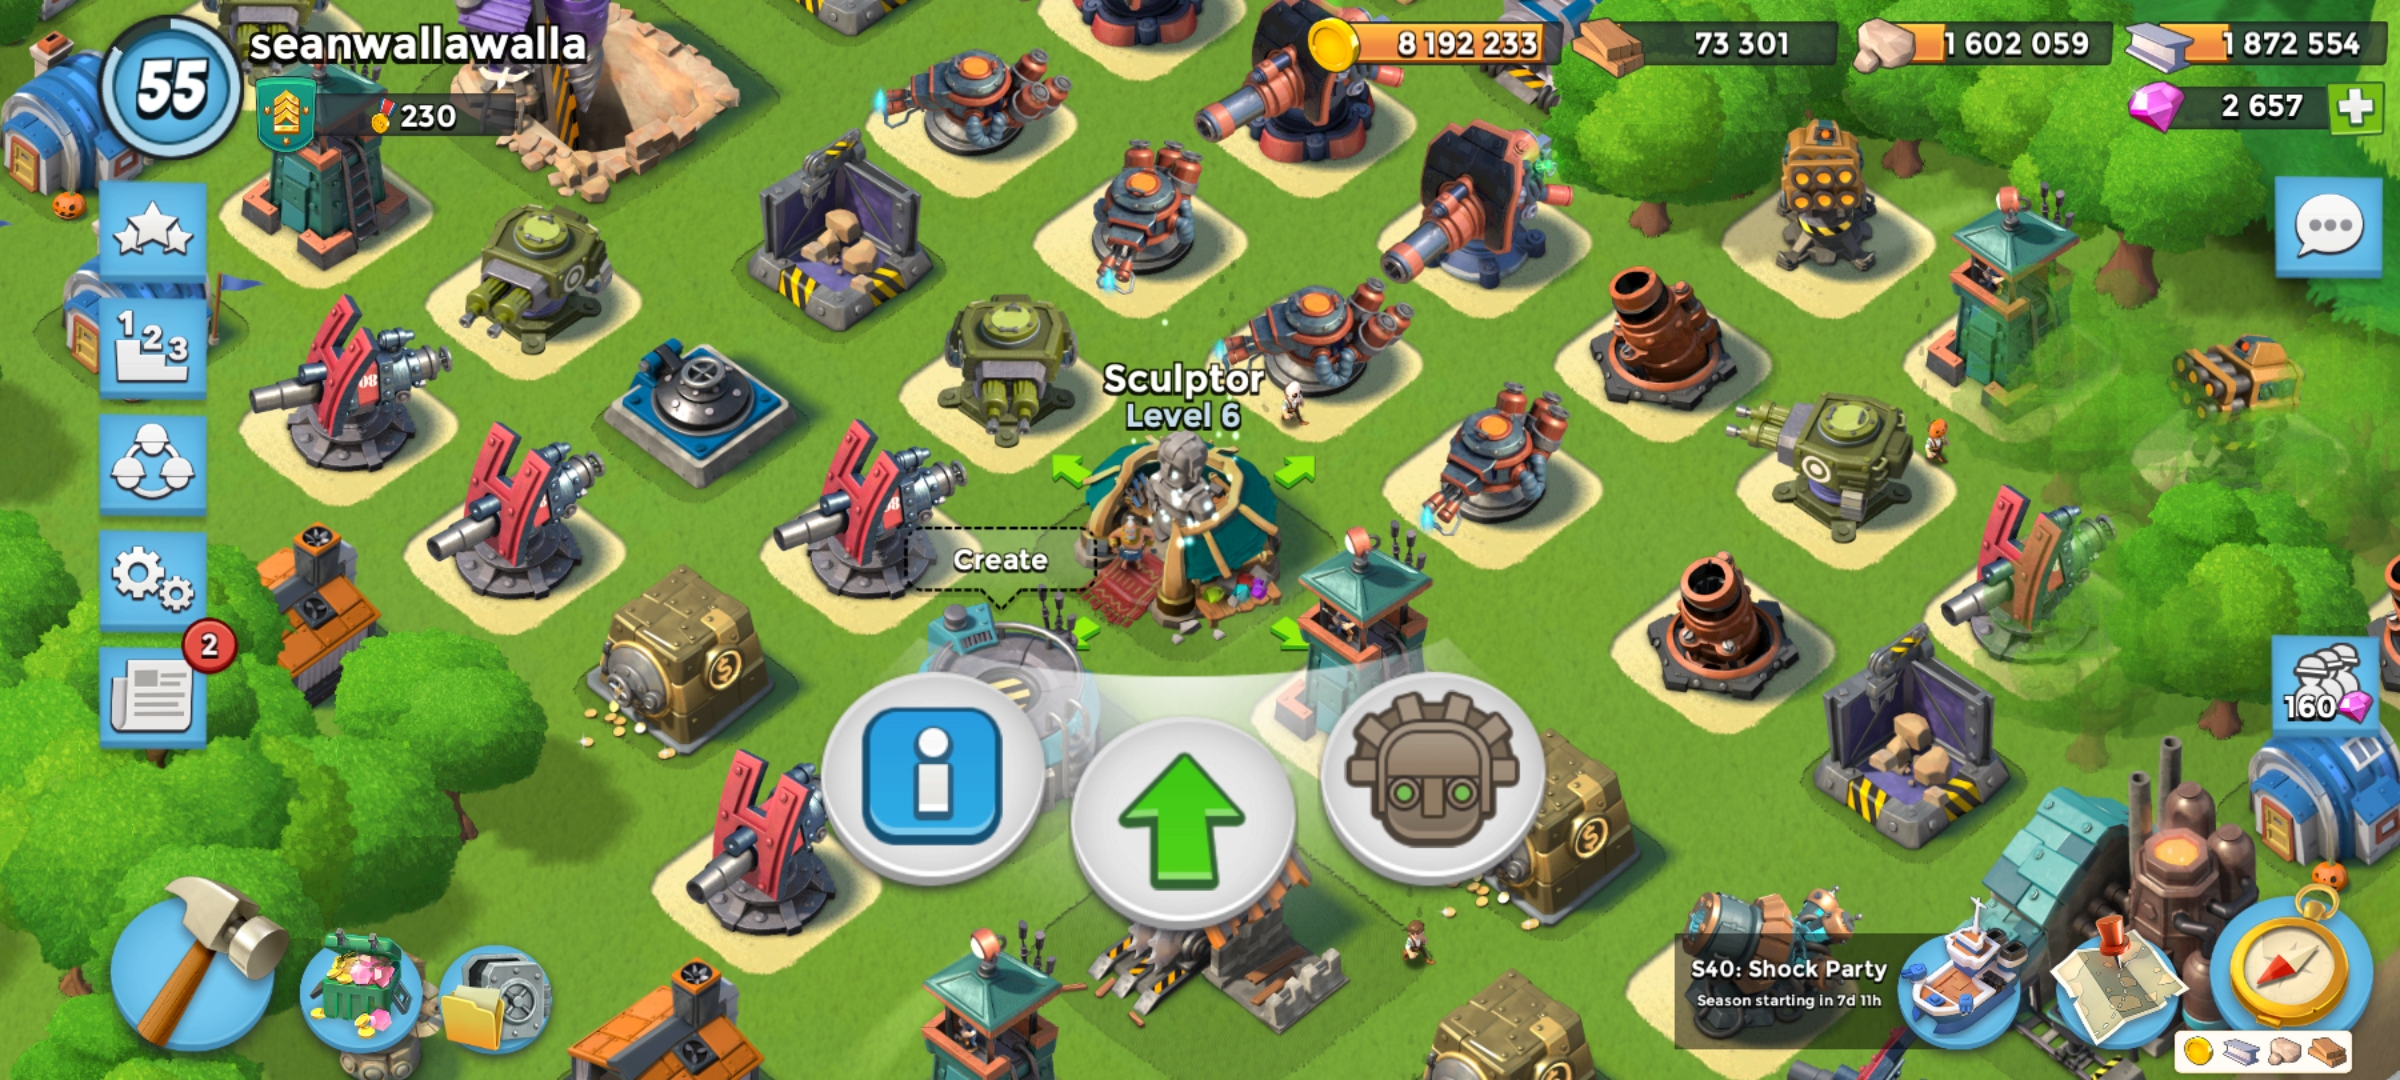 seanwallawalla
55
230
8 192 233
73 301
1 602 059
1 872 554
2 657
123
Sculptor
Level 6
Create
2
160
S40: Shock Party
Season starting in 7d 11h